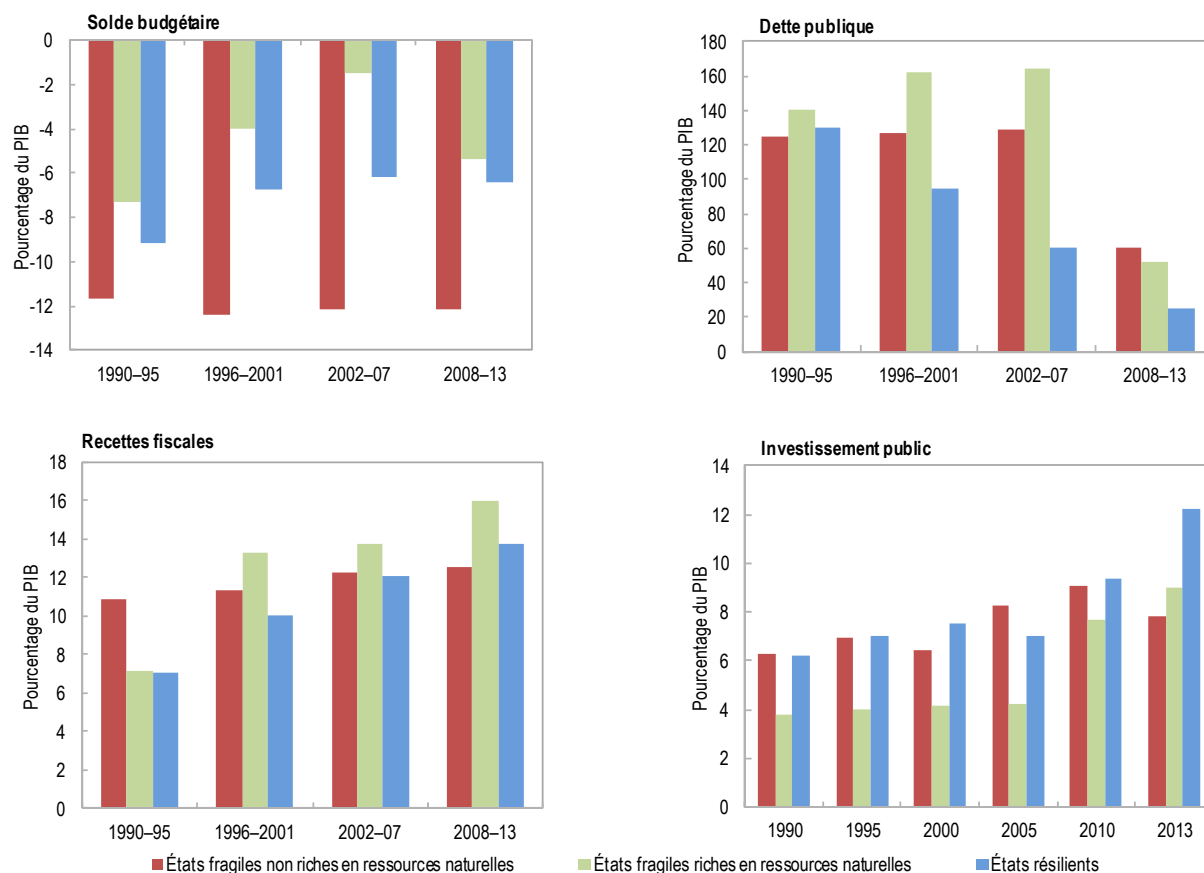 Solde budgétaire
Pourcentage du PIB
0
-2
-4
-6
-8
-10
-12
-14
1990–95 1996–2001 2002–07 2008–13
Dette publique
Pourcentage du PIB
180
160
140
120
100
80
60
40
20
0
1990–95 1996–2001 2002–07 2008–13
Recettes fiscales
Pourcentage du PIB
18
16
14
12
10
8
6
4
2
0
1990–95 1996–2001 2002–07 2008–13
Investissement public
Pourcentage du PIB
14
12
10
8
6
4
2
0
1990 1995 2000 2005 2010 2013
États fragiles non riches en ressources naturelles États fragiles riches en ressources naturelles États résilients